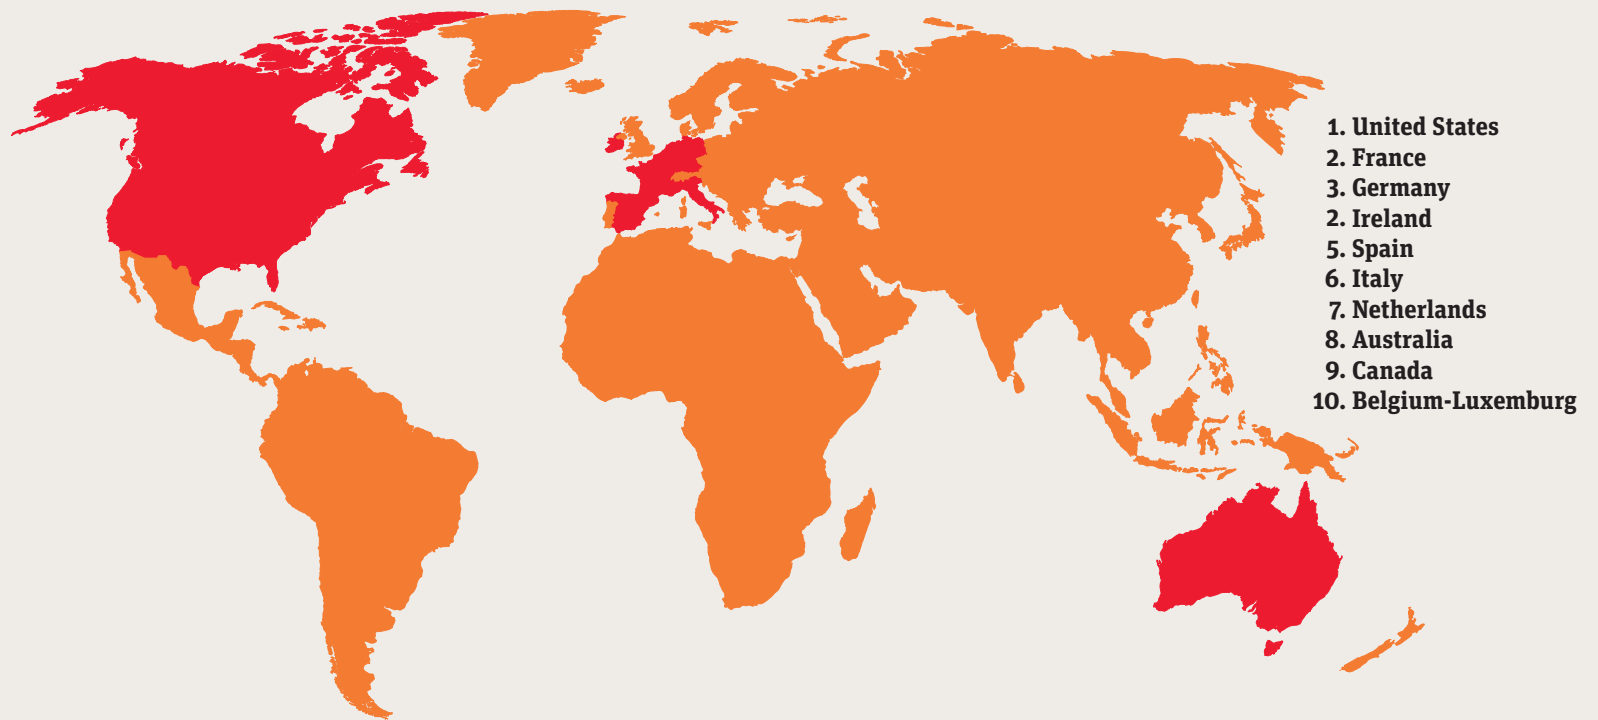 1. United States
2. France
3. Germany
2. Ireland
5. Spain
6. Italy
7. Netherlands
8. Australia
9. Canada
10. Belgium-Luxemburg